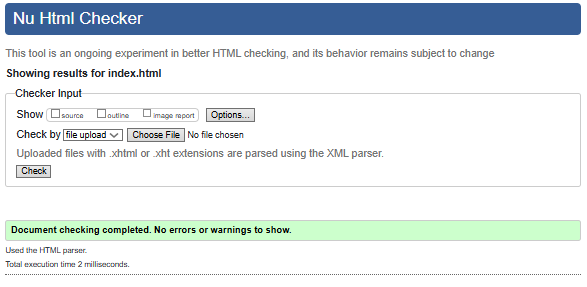 Nu Html Checker
This tool is an ongoing experiment in better HTML checking, and its behavior remains subject to change
Showing results for index.html
Checker Input
Show source outline image report Options...
Check by file upload Choose File No file chosen
Uploaded files with .xhtml or .xht extensions are parsed using the XML parser.
Check
Document checking completed. No errors or warnings to show.
Used the HTML parser.
Total execution time 2 milliseconds.